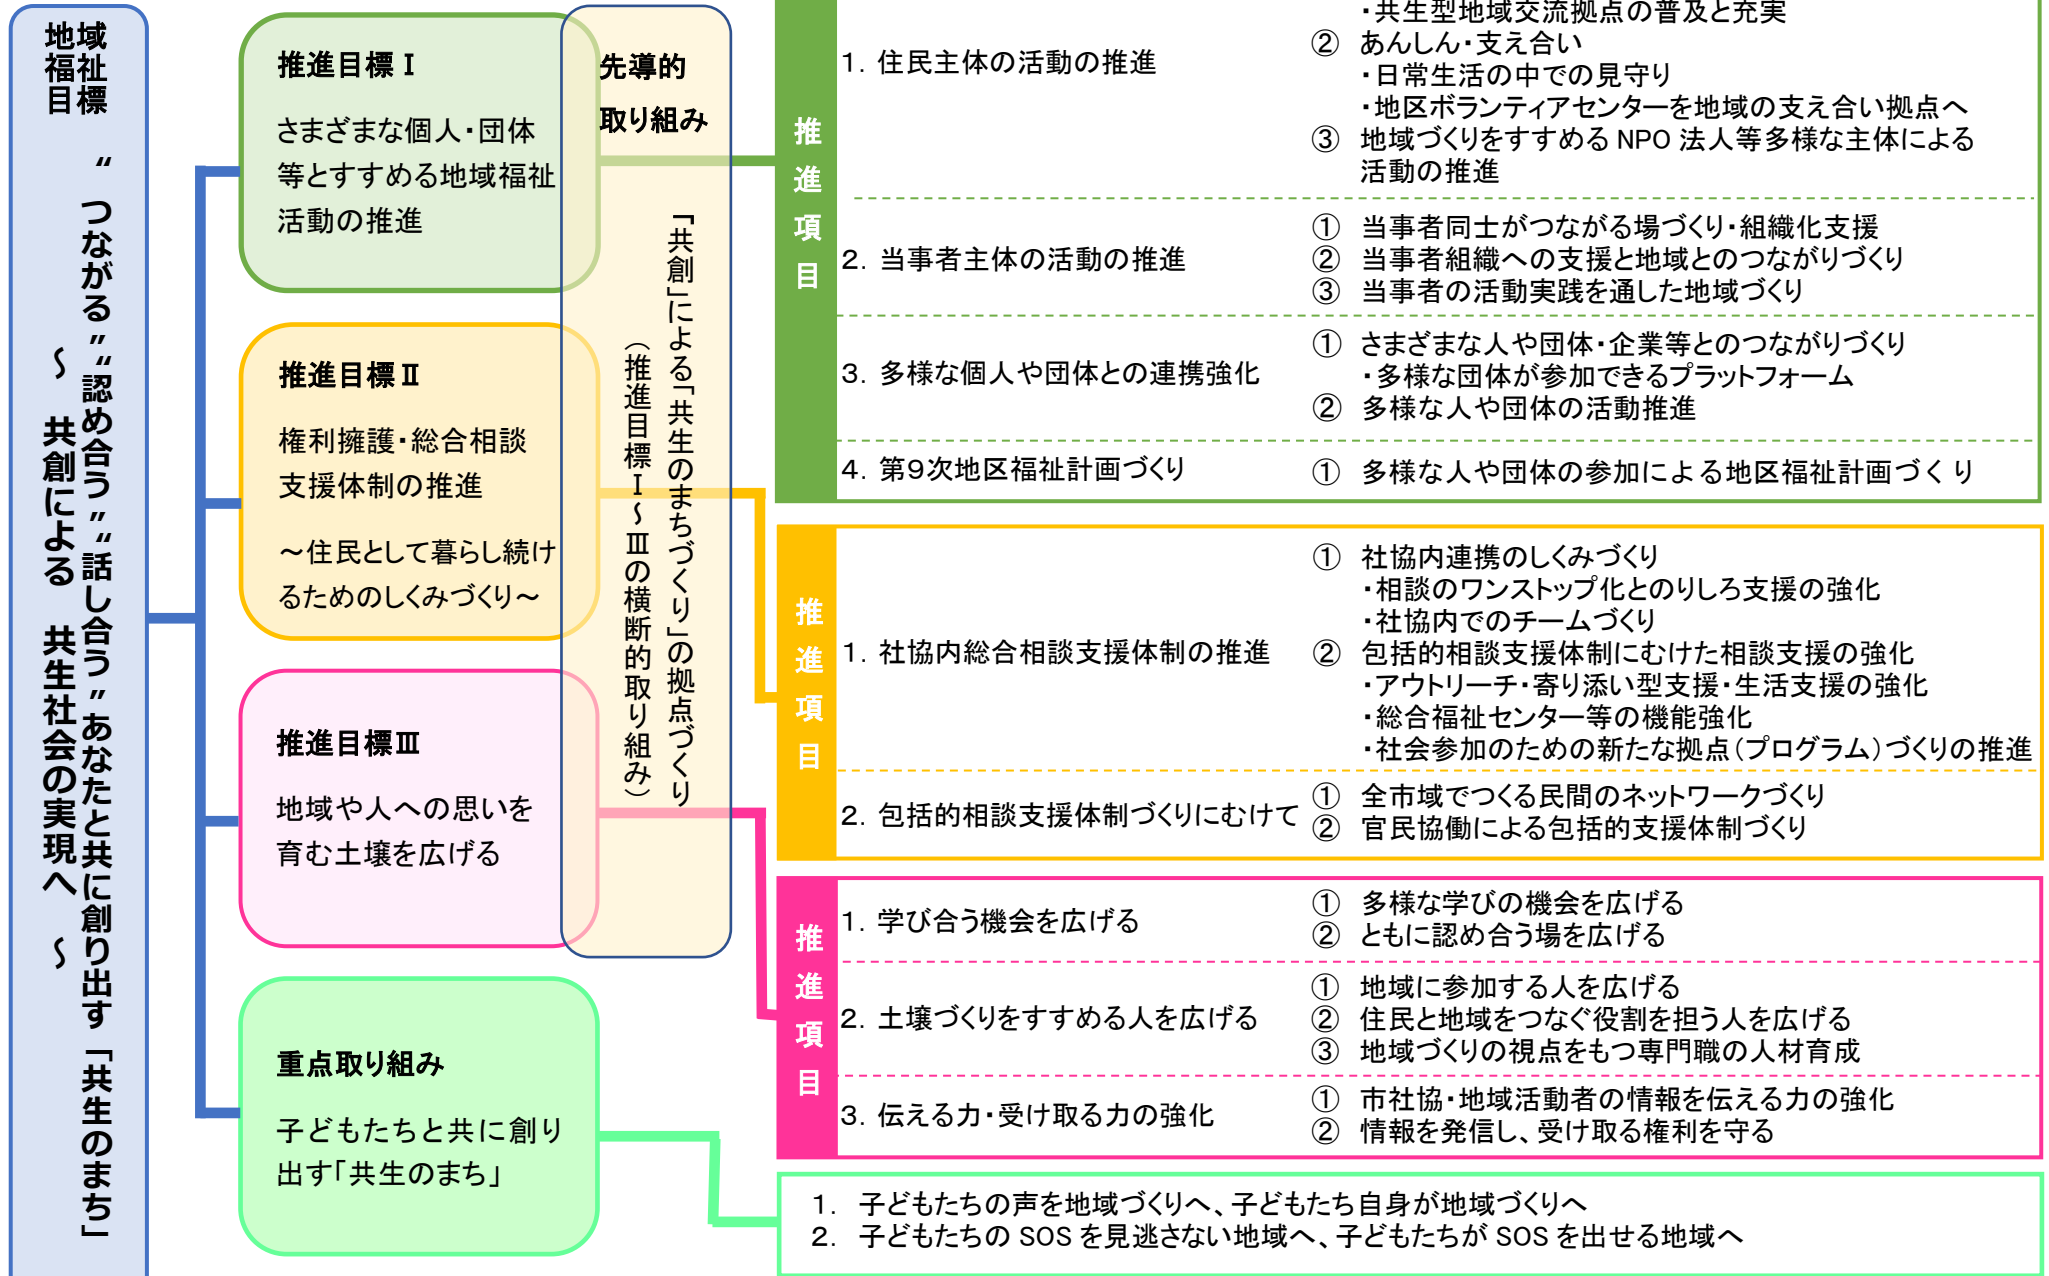 地域福祉目標
“つながる”“認め合う”“話し合う”あなたと共に創り出す「共生のまち」
～ 共創による 共生社会の実現へ ～
推進目標Ⅰ
さまざまな個人・団体
等とすすめる地域福祉
活動の推進
推進目標Ⅱ
権利擁護・総合相談
支援体制の推進
～住民として暮らし続け
るためのしくみづくり～
推進目標Ⅲ
地域や人への思いを
育む土壌を広げる
重点取り組み
子どもたちと共に創り
出す「共生のまち」
先導的
取り組み
「共創」による「共生のまちづくり」の拠点づくり
（推進目標Ⅰ～Ⅲの横断的取り組み）
推進項目
1．住民主体の活動の推進
・共生型地域交流拠点の普及と充実
② あんしん・支え合い
・日常生活の中での見守り
・地区ボランティアセンターを地域の支え合い拠点へ
③ 地域づくりをすすめる NPO 法人等多様な主体による
活動の推進
2．当事者主体の活動の推進
① 当事者同士がつながる場づくり・組織化支援
② 当事者組織への支援と地域とのつながりづくり
③ 当事者の活動実践を通した地域づくり
3．多様な個人や団体との連携強化
① さまざまな人や団体・企業等とのつながりづくり
・多様な団体が参加できるプラットフォーム
② 多様な人や団体の活動推進
4．第９次地区福祉計画づくり
① 多様な人や団体の参加による地区福祉計画づくり
推進項目
1．社協内総合相談支援体制の推進
① 社協内連携のしくみづくり
・相談のワンストップ化とのりしろ支援の強化
・社協内でのチームづくり
② 包括的相談支援体制にむけた相談支援の強化
・アウトリーチ・寄り添い型支援・生活支援の強化
・総合福祉センター等の機能強化
・社会参加のための新たな拠点（プログラム）づくりの推進
2．包括的相談支援体制づくりにむけて
① 全市域でつくる民間のネットワークづくり
② 官民協働による包括的支援体制づくり
推進項目
1．学び合う機会を広げる
① 多様な学びの機会を広げる
② ともに認め合う場を広げる
2．土壌づくりをすすめる人を広げる
① 地域に参加する人を広げる
② 住民と地域をつなぐ役割を担う人を広げる
③ 地域づくりの視点をもつ専門職の人材育成
3．伝える力・受け取る力の強化
① 市社協・地域活動者の情報を伝える力の強化
② 情報を発信し、受け取る権利を守る
1． 子どもたちの声を地域づくりへ、子どもたち自身が地域づくりへ
2． 子どもたちの SOS を見逃さない地域へ、子どもたちが SOS を出せる地域へ